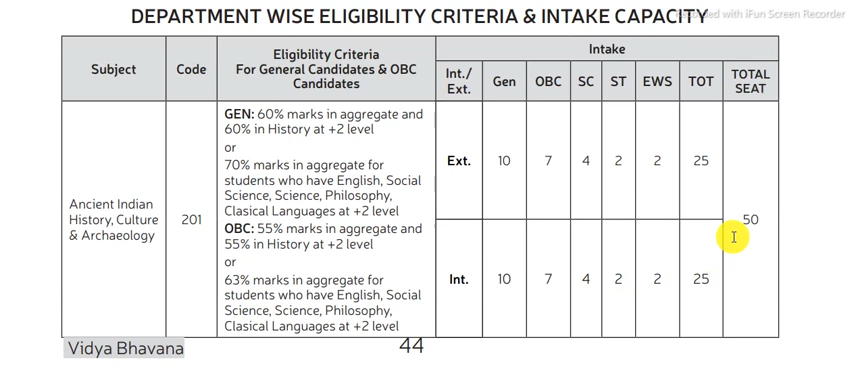 DEPARTMENT WISE ELIGIBILITY CRITERIA & INTAKE CAPACITY
Recorded with iFun Screen Recorder
Subject
Code
Eligibility Criteria
For General Candidates & OBC
Candidates
Intake
Int./
Ext.
Gen
OBC
SC
ST
EWS
TOT
TOTAL
SEAT
Ancient Indian
History, Culture
& Archaeology
201
GEN: 60% marks in aggregate and
60% in History at +2 level
or
70% marks in aggregate for
students who have English, Social
Science, Science, Philosophy,
Clasical Languages at +2 level
OBC: 55% marks in aggregate and
55% in History at +2 level
or
63% marks in aggregate for
students who have English, Social
Science, Science, Philosophy,
Clasical Languages at +2 level
Ext.
10
7
4
2
2
25
Int.
10
7
4
2
2
25
50
Vidya Bhavana
44